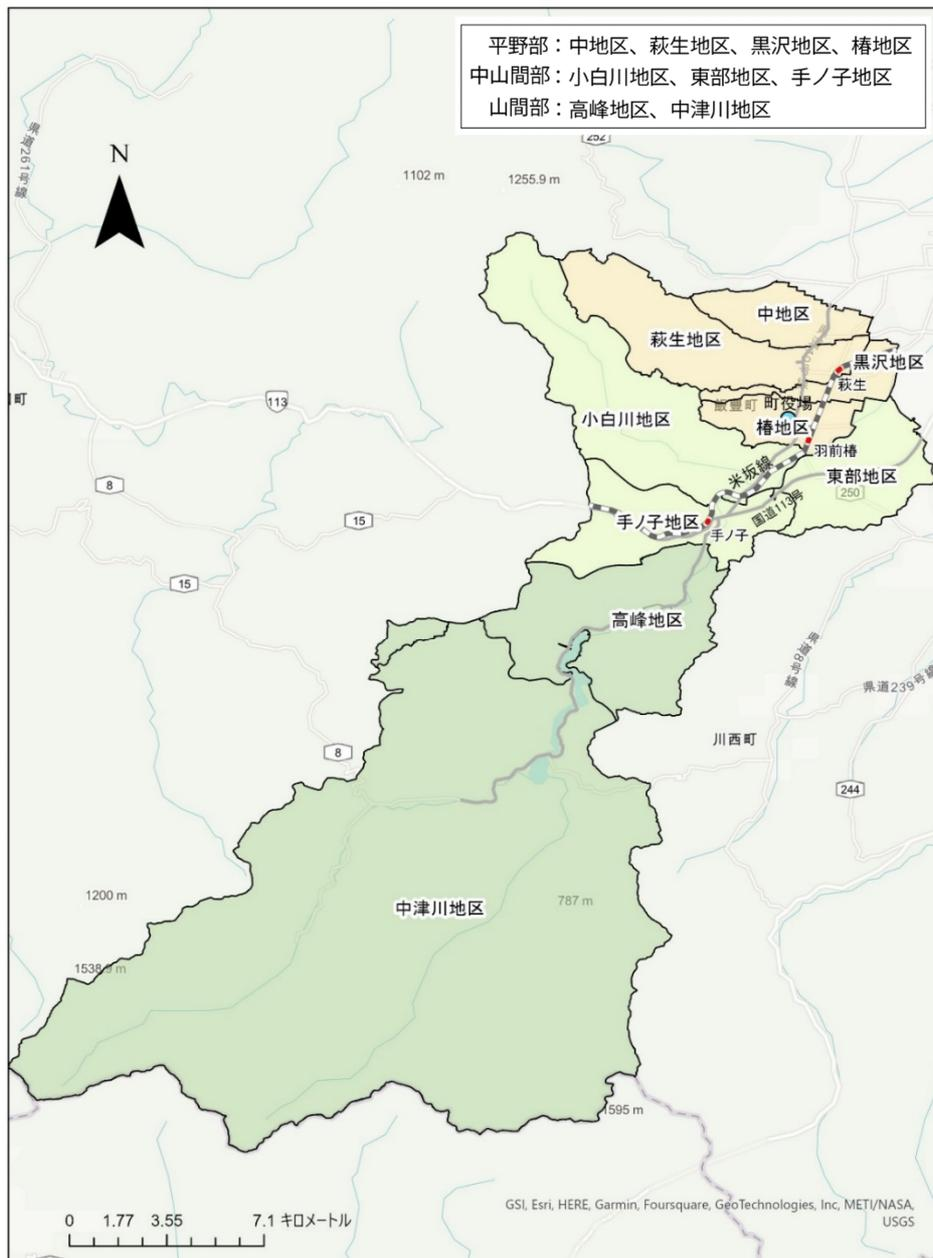 平野部：中地区、萩生地区、黒沢地区、椿地区
中山間部：小白川地区、東部地区、手ノ子地区
山間部：高峰地区、中津川地区
県道261号線
252
N
1102 m
1255.9 m
中地区
萩生地区
黒沢地区
萩生
町
113
小白川地区
飯豊町
町役場
椿地区
羽前椿
米坂線
東部地区
8
250
国道113号
15
手ノ子地区
手ノ子
15
高峰地区
県道8号線
県道239号線
川西町
8
244
1200 m
中津川地区
787 m
1538.9 m
1595 m
GSI, Esri, HERE, Garmin, Foursquare, GeoTechnologies, Inc, METI/NASA,
USGS
0 1.77 3.55 7.1 キロメートル